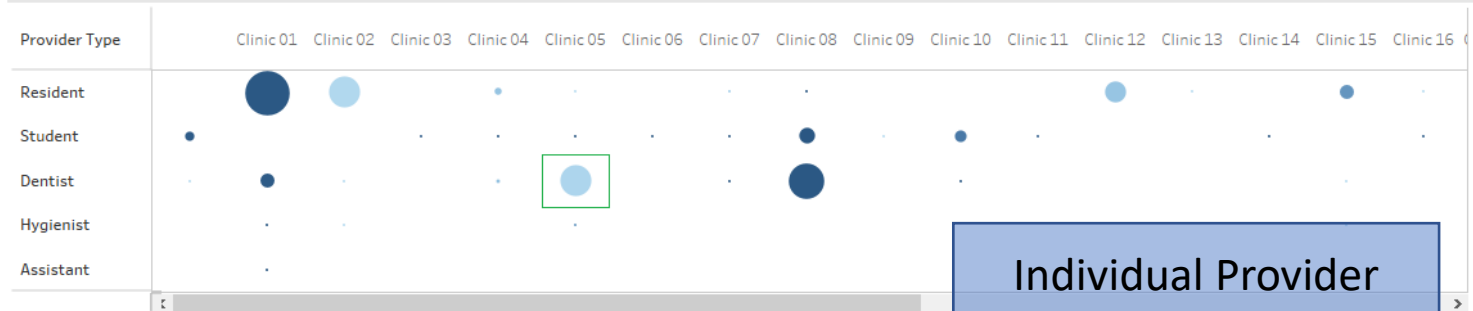 Provider Type Clinic 01 Clinic 02 Clinic 03 Clinic 04 Clinic 05 Clinic 06 Clinic 07 Clinic 08 Clinic 09 Clinic 10 Clinic 11 Clinic 12 Clinic 13 Clinic 14 Clinic 15 Clinic 16
Resident
Student
Dentist
Hygienist
Assistant
Individual Provider